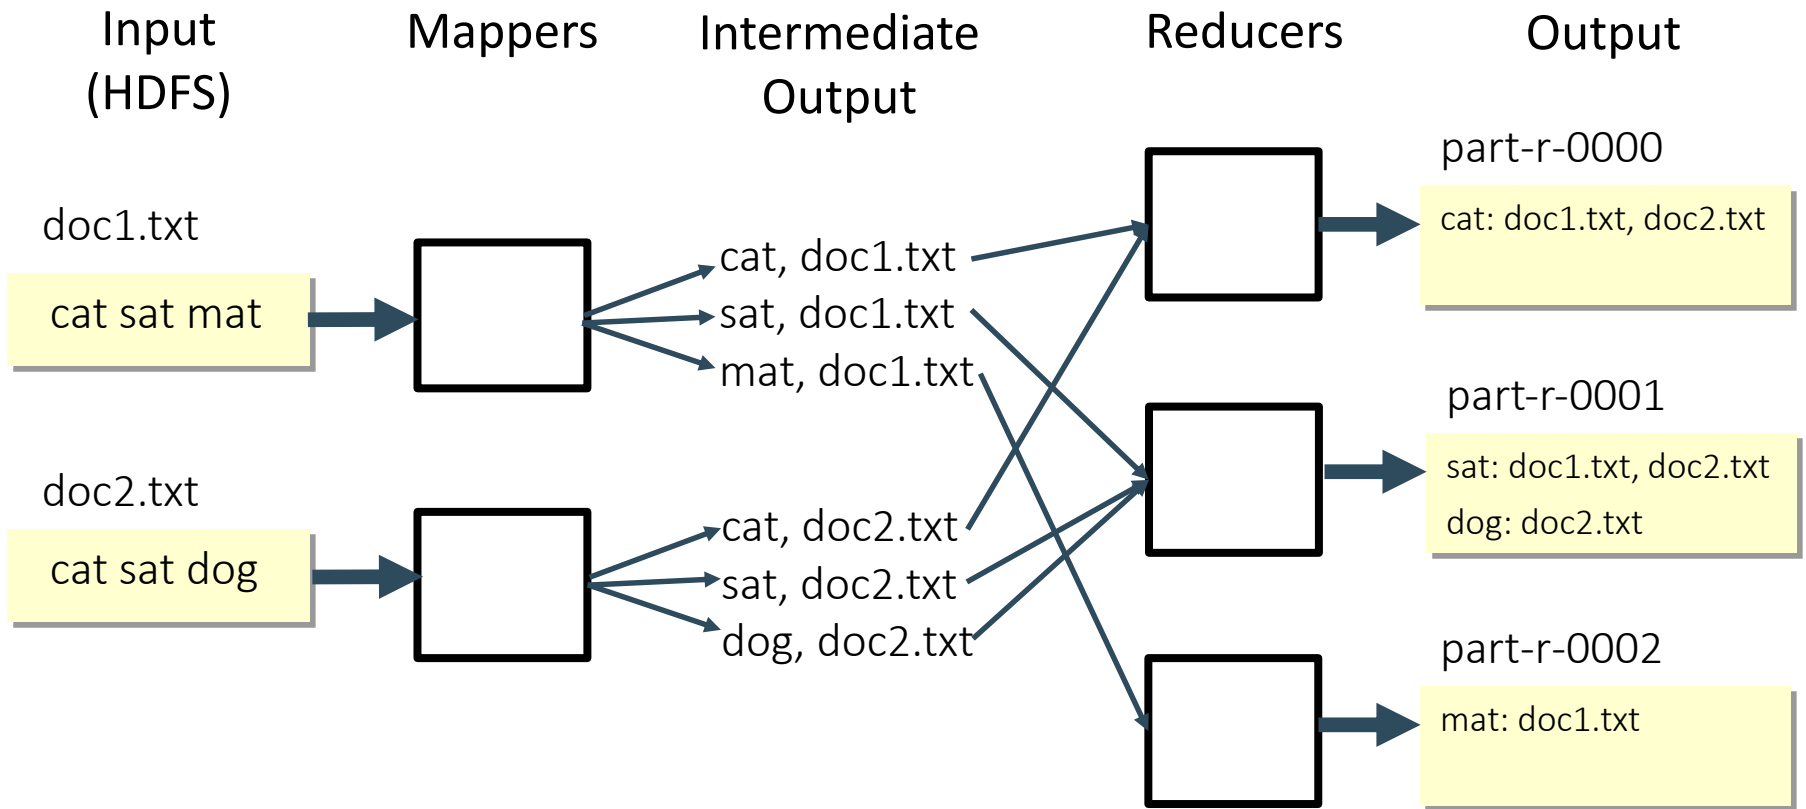 Input
(HDFS)
Mappers
Intermediate
Output
Reducers
Output
doc1.txt
cat sat mat
doc2.txt
cat sat dog
cat, doc1.txt
sat, doc1.txt
mat, doc1.txt
cat, doc2.txt
sat, doc2.txt
dog, doc2.txt
part-r-0000
cat: doc1.txt, doc2.txt
part-r-0001
sat: doc1.txt, doc2.txt
dog: doc2.txt
part-r-0002
mat: doc1.txt